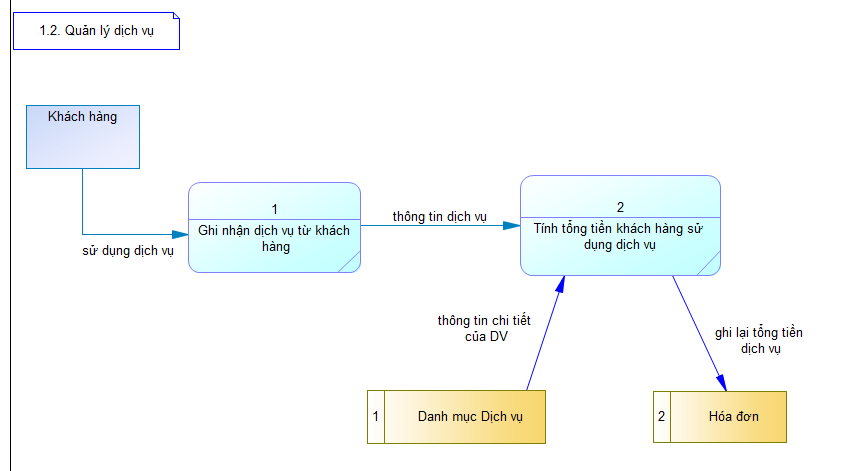 1.2. Quản lý dịch vụ
Khách hàng
sử dụng dịch vụ
1
Ghi nhận dịch vụ từ khách
hàng
thông tin dịch vụ
2
Tính tổng tiền khách hàng sử
dụng dịch vụ
thông tin chi tiết
của DV
ghi lại tổng tiền
dịch vụ
1 Danh mục Dịch vụ
2 Hóa đơn